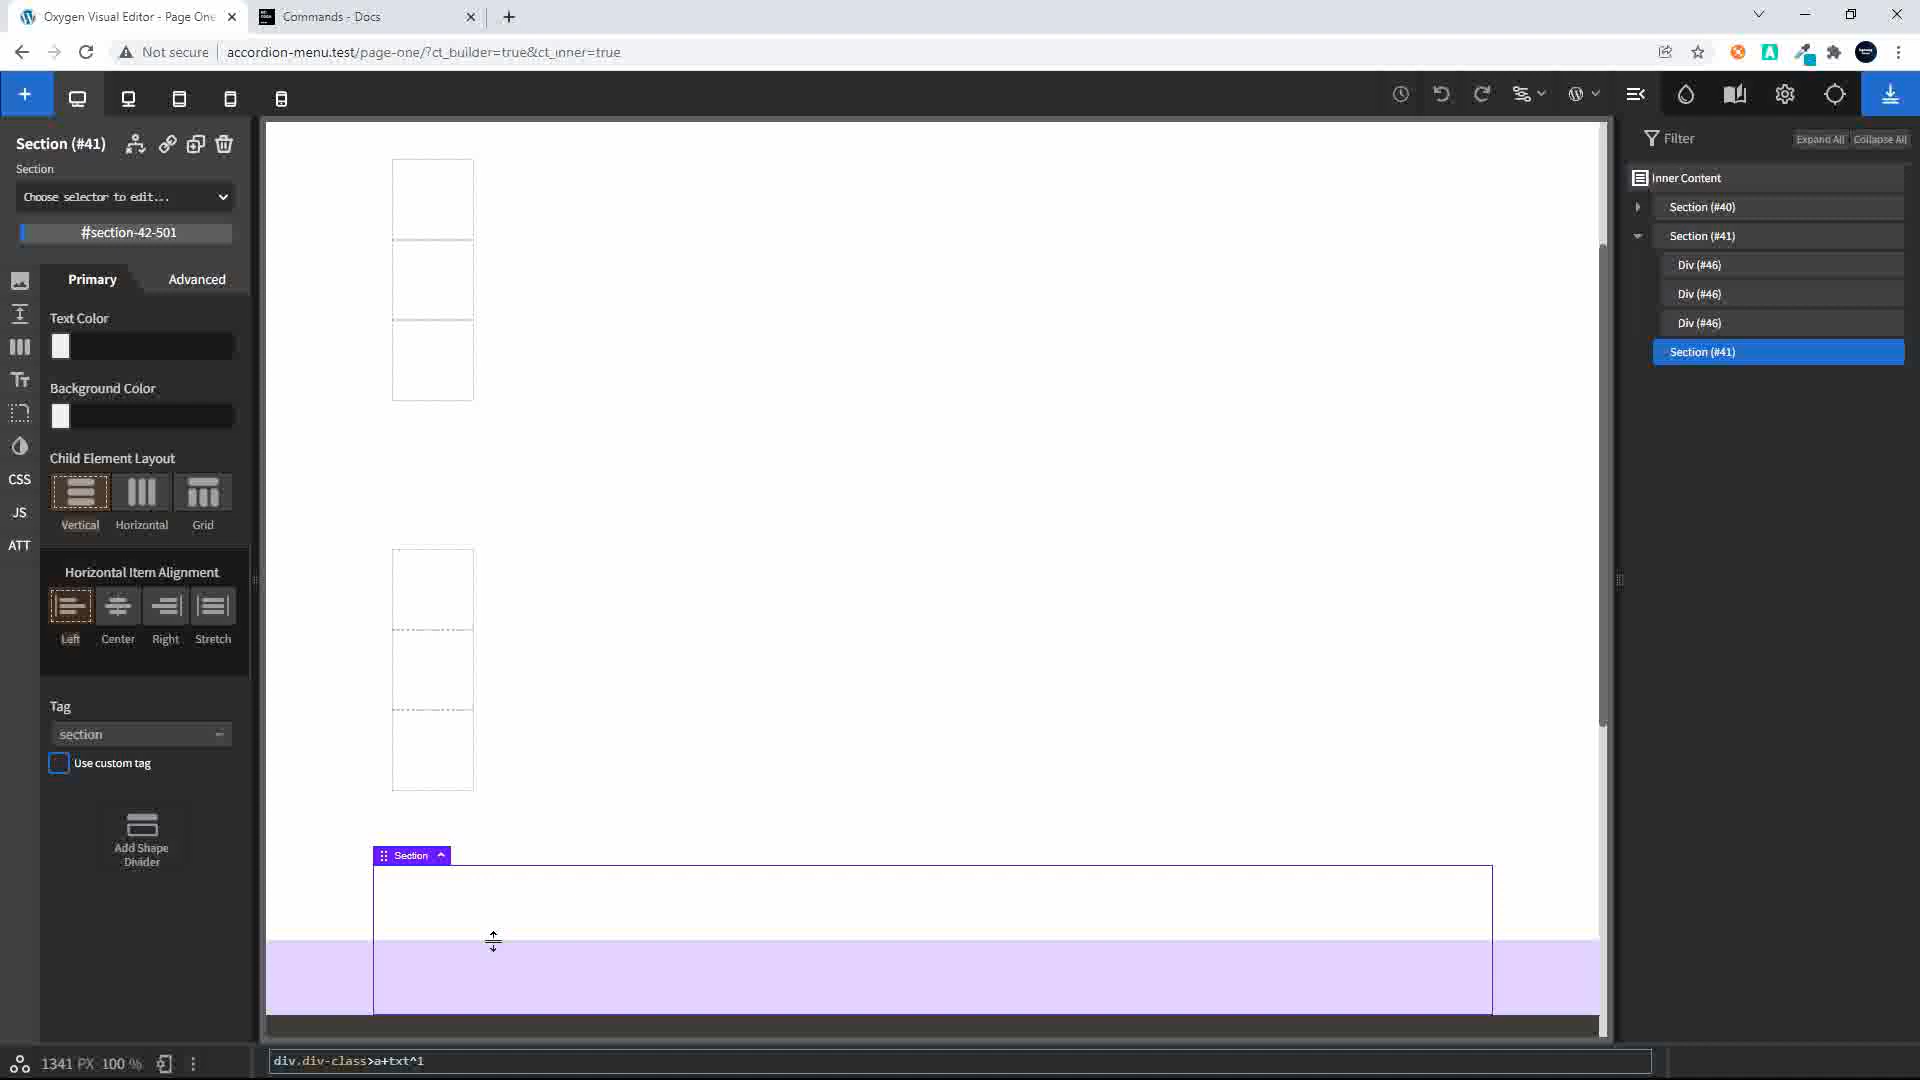 Oxygen Visual Editor - Page One
Commands - Docs
Not secure
accordion-menu.test/page-one/?ct_builder=true&ct_inner=true
Section (#41)
Section
Choose selector to edit...
#section-42-501
Primary
Advanced
Text Color
Background Color
Child Element Layout
Vertical
Horizontal
Grid
CSS
JS
ATT
Horizontal Item Alignment
Left
Center
Right
Stretch
Tag
section
Use custom tag
Add Shape
Divider
Section
Filter
Expand All
Collapse All
Inner Content
Section (#40)
Section (#41)
Div (#46)
Div (#46)
Div (#46)
Section (#41)
1341 PX 100 %
div.div-class>a+txt^1